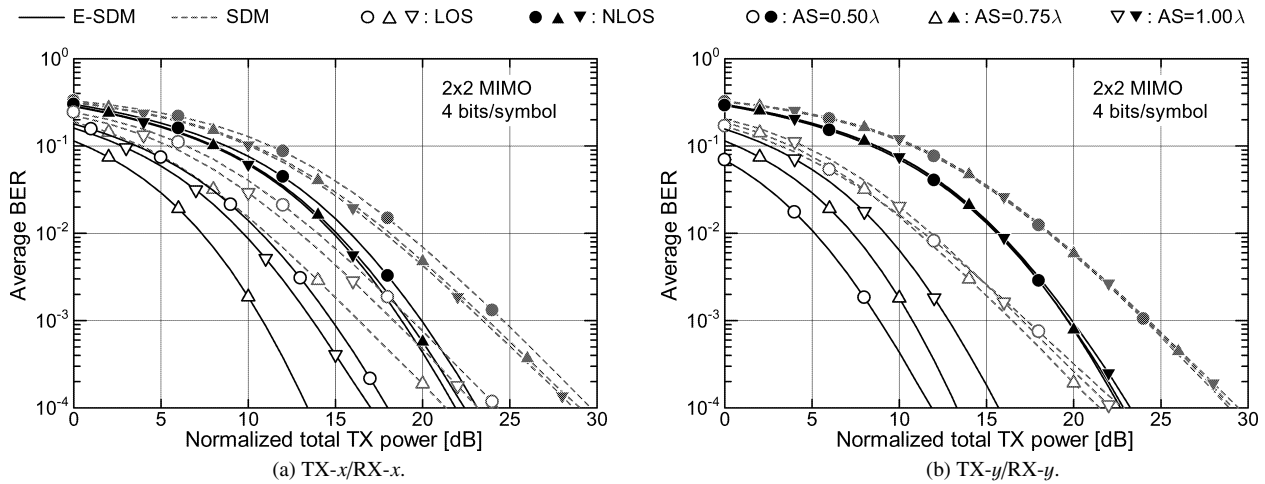 E-SDM SDM : LOS : NLOS : AS=0.50λ : AS=0.75λ : AS=1.00λ
10^0
10^-1
10^-2
10^-3
10^-4
Average BER
2x2 MIMO
4 bits/symbol
0 5 10 15 20 25 30
Normalized total TX power [dB]
(a) TX-x/RX-x.
10^0
10^-1
10^-2
10^-3
10^-4
Average BER
2x2 MIMO
4 bits/symbol
0 5 10 15 20 25 30
Normalized total TX power [dB]
(b) TX-y/RX-y.